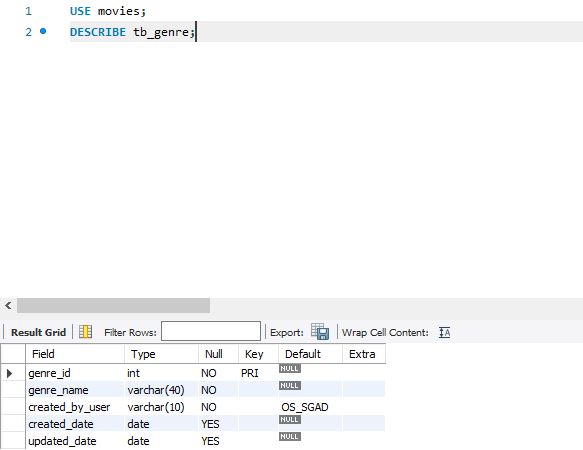 1 USE movies;
2 DESCRIBE tb_genre;
Result Grid Filter Rows: Export: Wrap Cell Content: IA
Field Type Null Key Default Extra
genre_id int NO PRI NULL
genre_name varchar(40) NO NULL
created_by_user varchar(10) NO OS_SGAD
created_date date YES NULL
updated_date date YES NULL